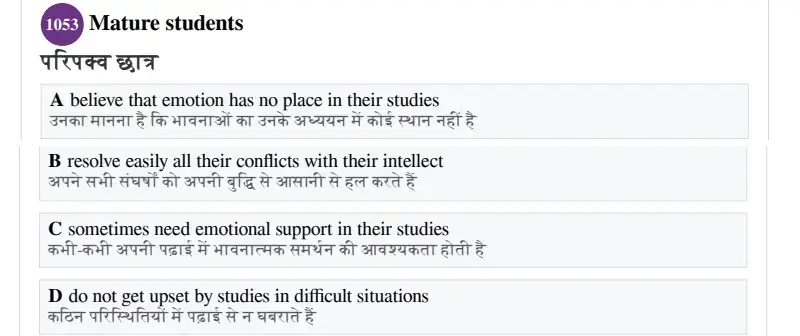 1053 Mature students
परिपक्व छात्र
A believe that emotion has no place in their studies
उनका मानना है कि भावनाओं का उनके अध्ययन में कोई स्थान नहीं है
B resolve easily all their conflicts with their intellect
अपने सभी संघर्षों को अपनी बुद्धि से आसानी से हल करते हैं
C sometimes need emotional support in their studies
कभी-कभी अपनी पढ़ाई में भावनात्मक समर्थन की आवश्यकता होती है
D do not get upset by studies in difficult situations
कठिन परिस्थितियों में पढ़ाई से न घबराते हैं